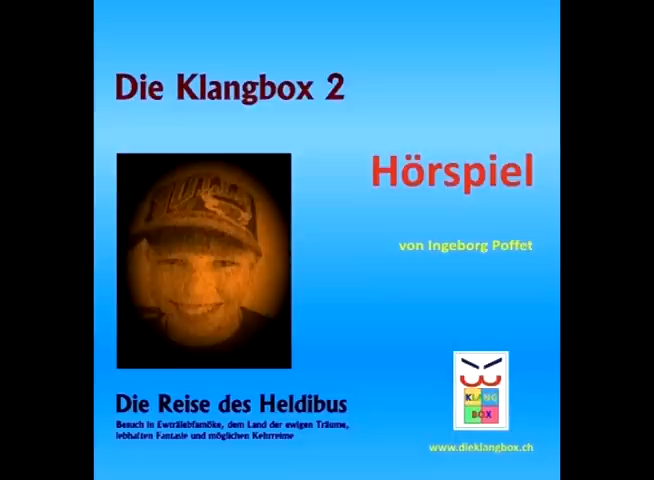 Die Klangbox 2
Hörspiel
von Ingeborg Poffet
Die Reise des Heldibus
Besuch in Ewträlebfamöke, dem Land der ewigen Träume,
lebhaften Fantasie und möglichen Kehrreime
KLANG
BOX
www.dieklangbox.ch